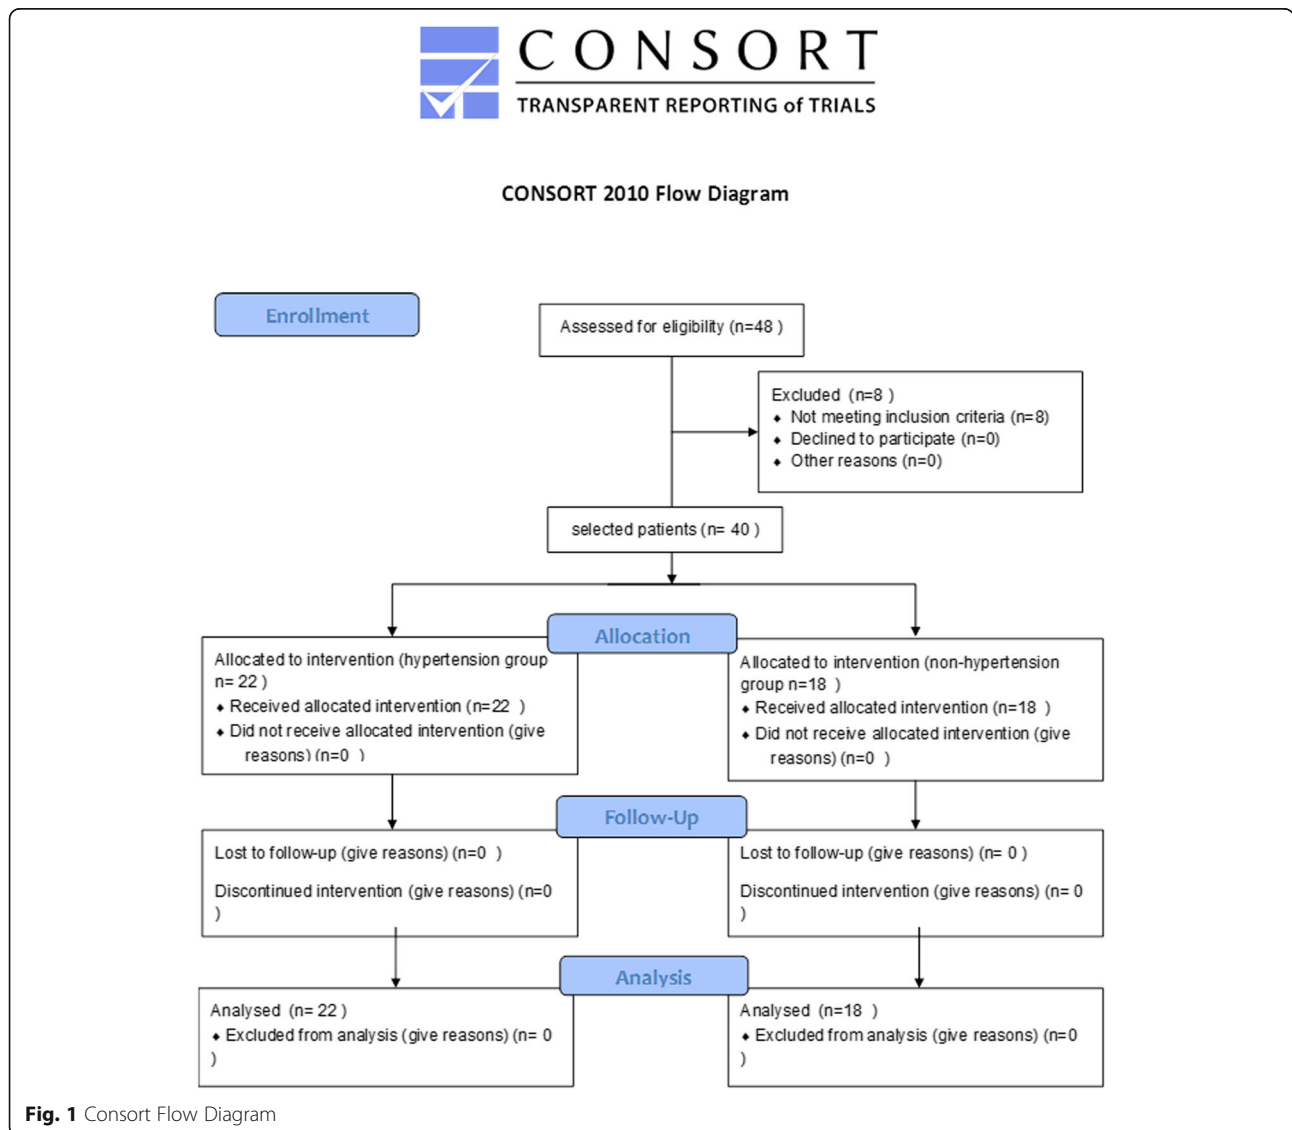 CONSORT
TRANSPARENT REPORTING of TRIALS
CONSORT 2010 Flow Diagram
Enrollment
Assessed for eligibility (n=48 )
Excluded (n=8 )
♦ Not meeting inclusion criteria (n=8)
♦ Declined to participate (n=0)
♦ Other reasons (n=0)
selected patients (n= 40 )
Allocation
Allocated to intervention (hypertension group
n= 22 )
♦ Received allocated intervention (n=22 )
♦ Did not receive allocated intervention (give
reasons) (n=0 )
Allocated to intervention (non-hypertension
group n=18 )
♦ Received allocated intervention (n=18 )
♦ Did not receive allocated intervention (give
reasons) (n=0 )
Follow-Up
Lost to follow-up (give reasons) (n=0 )
Discontinued intervention (give reasons) (n=0
)
Lost to follow-up (give reasons) (n= 0 )
Discontinued intervention (give reasons) (n= 0
)
Analysis
Analysed (n= 22 )
♦ Excluded from analysis (give reasons) (n= 0
)
Analysed (n=18 )
♦ Excluded from analysis (give reasons) (n=0
)
Fig. 1 Consort Flow Diagram